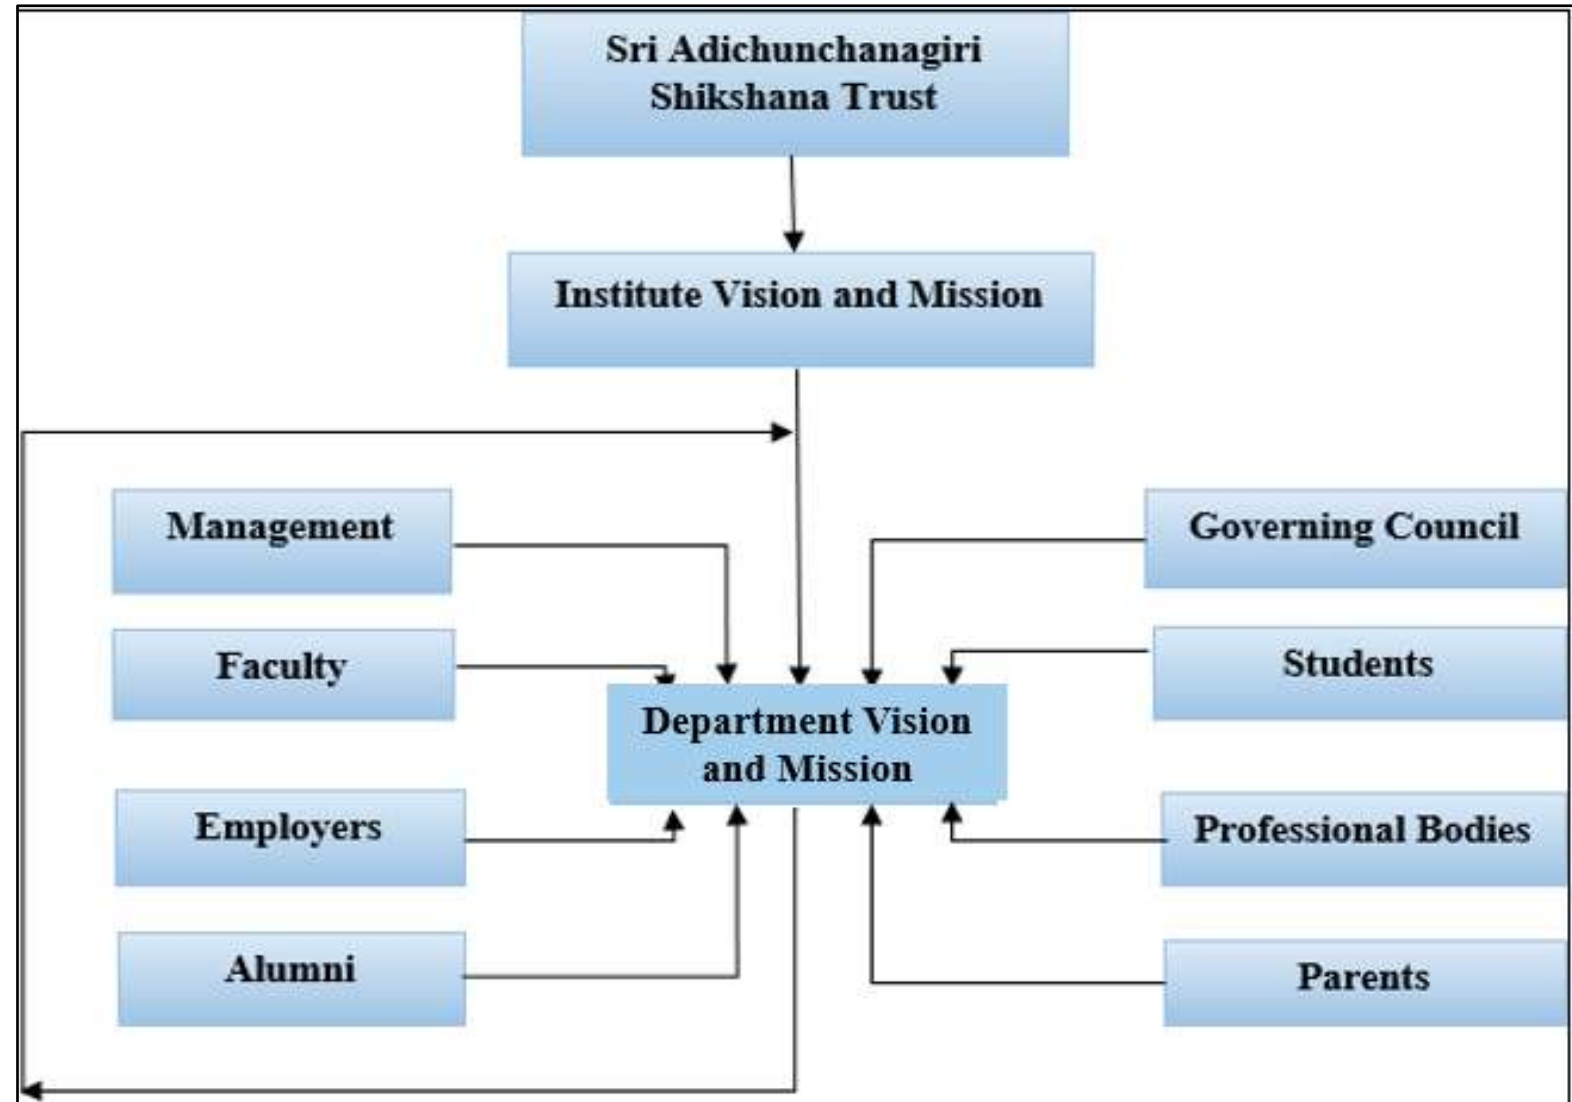 Sri Adichunchanagiri
Shikshana Trust
Institute Vision and Mission
Management
Governing Council
Faculty
Students
Department Vision
and Mission
Employers
Professional Bodies
Alumni
Parents